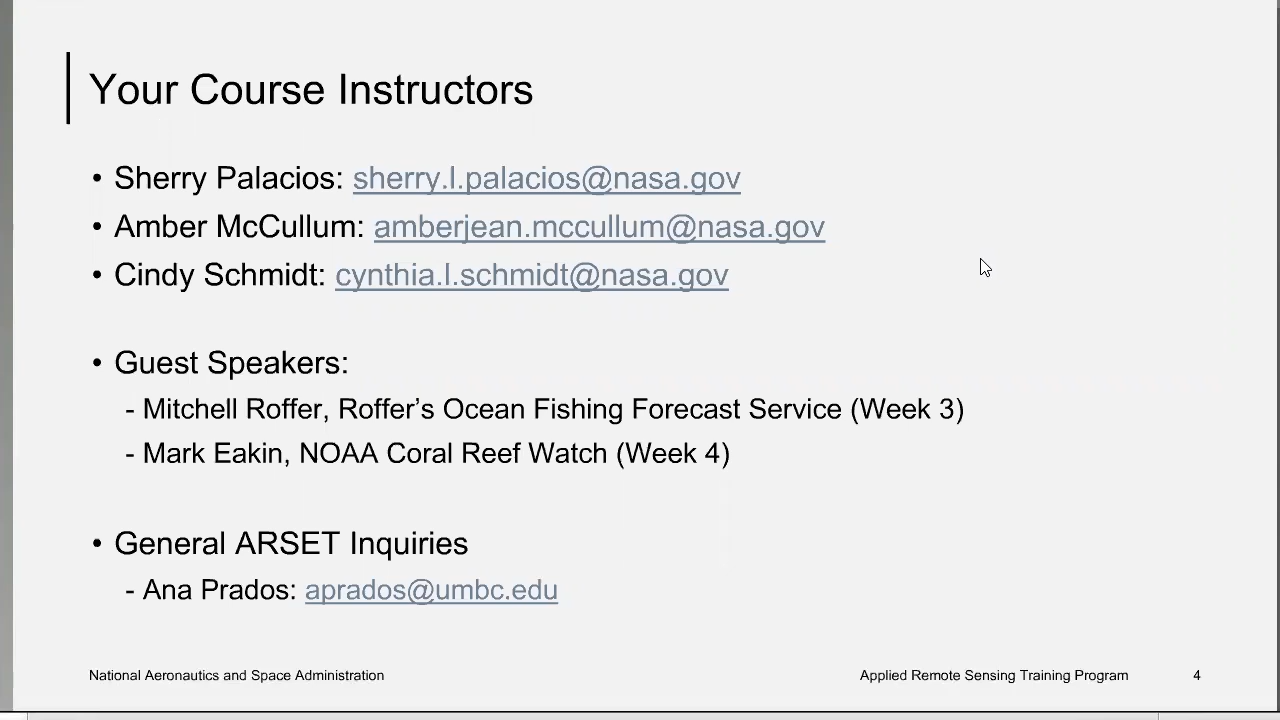 Your Course Instructors
• Sherry Palacios: sherry.l.palacios@nasa.gov
• Amber McCullum: amberjean.mccullum@nasa.gov
• Cindy Schmidt: cynthia.l.schmidt@nasa.gov
• Guest Speakers:
- Mitchell Roffer, Roffer’s Ocean Fishing Forecast Service (Week 3)
- Mark Eakin, NOAA Coral Reef Watch (Week 4)
• General ARSET Inquiries
- Ana Prados: aprados@umbc.edu
National Aeronautics and Space Administration
Applied Remote Sensing Training Program
4